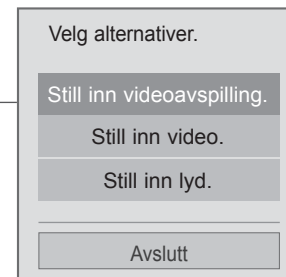 Velg alternativer.
Still inn videoavspilling.
Still inn video.
Still inn lyd.
Avslutt